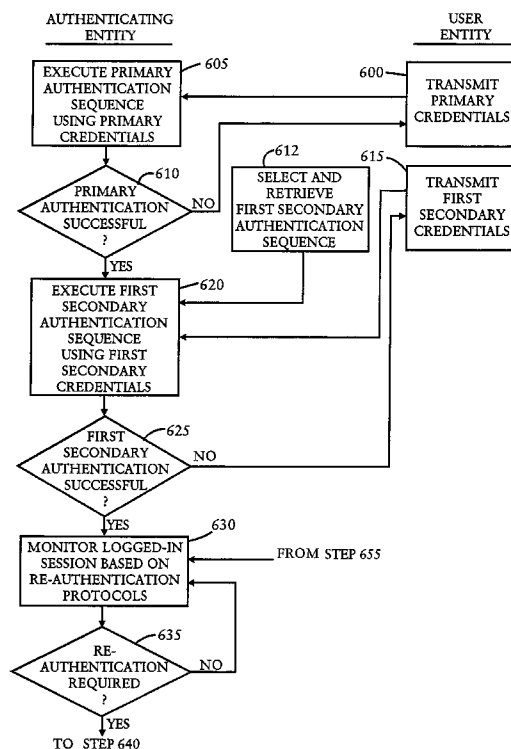 AUTHENTICATING
ENTITY
USER
ENTITY
605
EXECUTE PRIMARY
AUTHENTICATION
SEQUENCE
USING PRIMARY
CREDENTIALS
600
TRANSMIT
PRIMARY
CREDENTIALS
610
PRIMARY
AUTHENTICATION
SUCCESSFUL
?
NO
YES
612
SELECT AND
RETRIEVE
FIRST SECONDARY
AUTHENTICATION
SEQUENCE
615
TRANSMIT
FIRST
SECONDARY
CREDENTIALS
620
EXECUTE FIRST
SECONDARY
AUTHENTICATION
SEQUENCE
USING FIRST
SECONDARY
CREDENTIALS
625
FIRST
SECONDARY
AUTHENTICATION
SUCCESSFUL
?
NO
YES
630
MONITOR LOGGED-IN
SESSION BASED ON
RE-AUTHENTICATION
PROTOCOLS
FROM STEP 655
635
RE-
AUTHENTICATION
REQUIRED
?
NO
YES
TO STEP 640